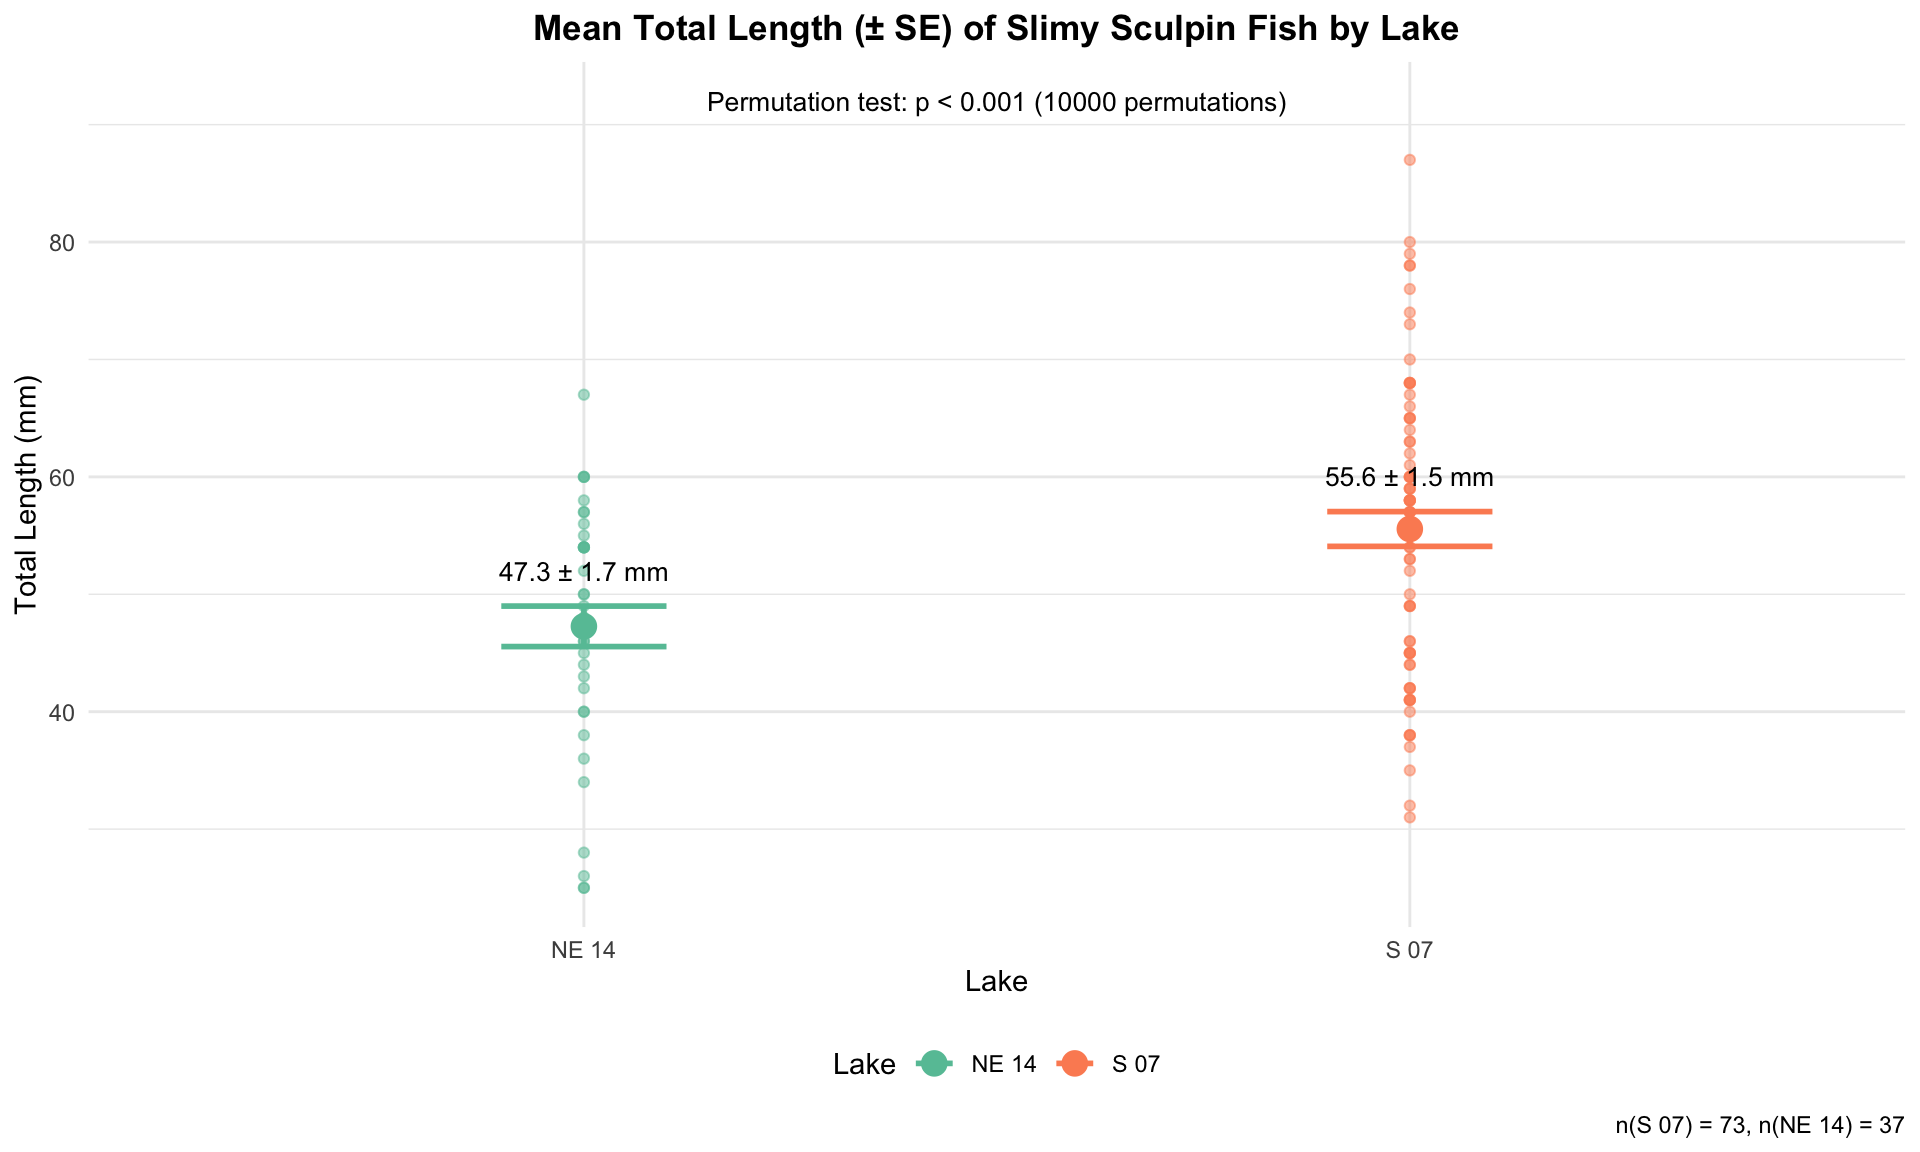 Mean Total Length (± SE) of Slimy Sculpin Fish by Lake
Permutation test: p < 0.001 (10000 permutations)
Total Length (mm)
80
60
40
55.6 ± 1.5 mm
47.3 ± 1.7 mm
NE 14
S 07
Lake
Lake NE 14 S 07
n(S 07) = 73, n(NE 14) = 37